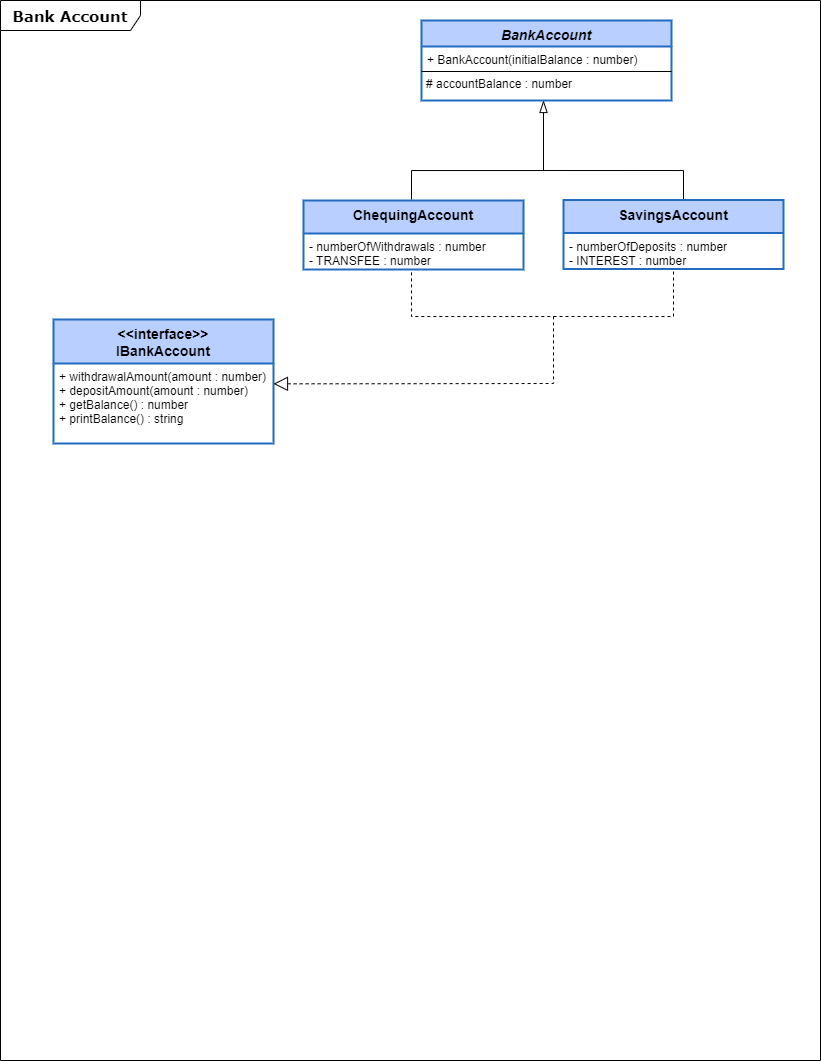 Bank Account
BankAccount
+ BankAccount(initialBalance : number)
# accountBalance : number
ChequingAccount
- numberOfWithdrawals : number
- TRANSFEE : number
SavingsAccount
- numberOfDeposits : number
- INTEREST : number
<<interface>>
IBankAccount
+ withdrawalAmount(amount : number)
+ depositAmount(amount : number)
+ getBalance() : number
+ printBalance() : string